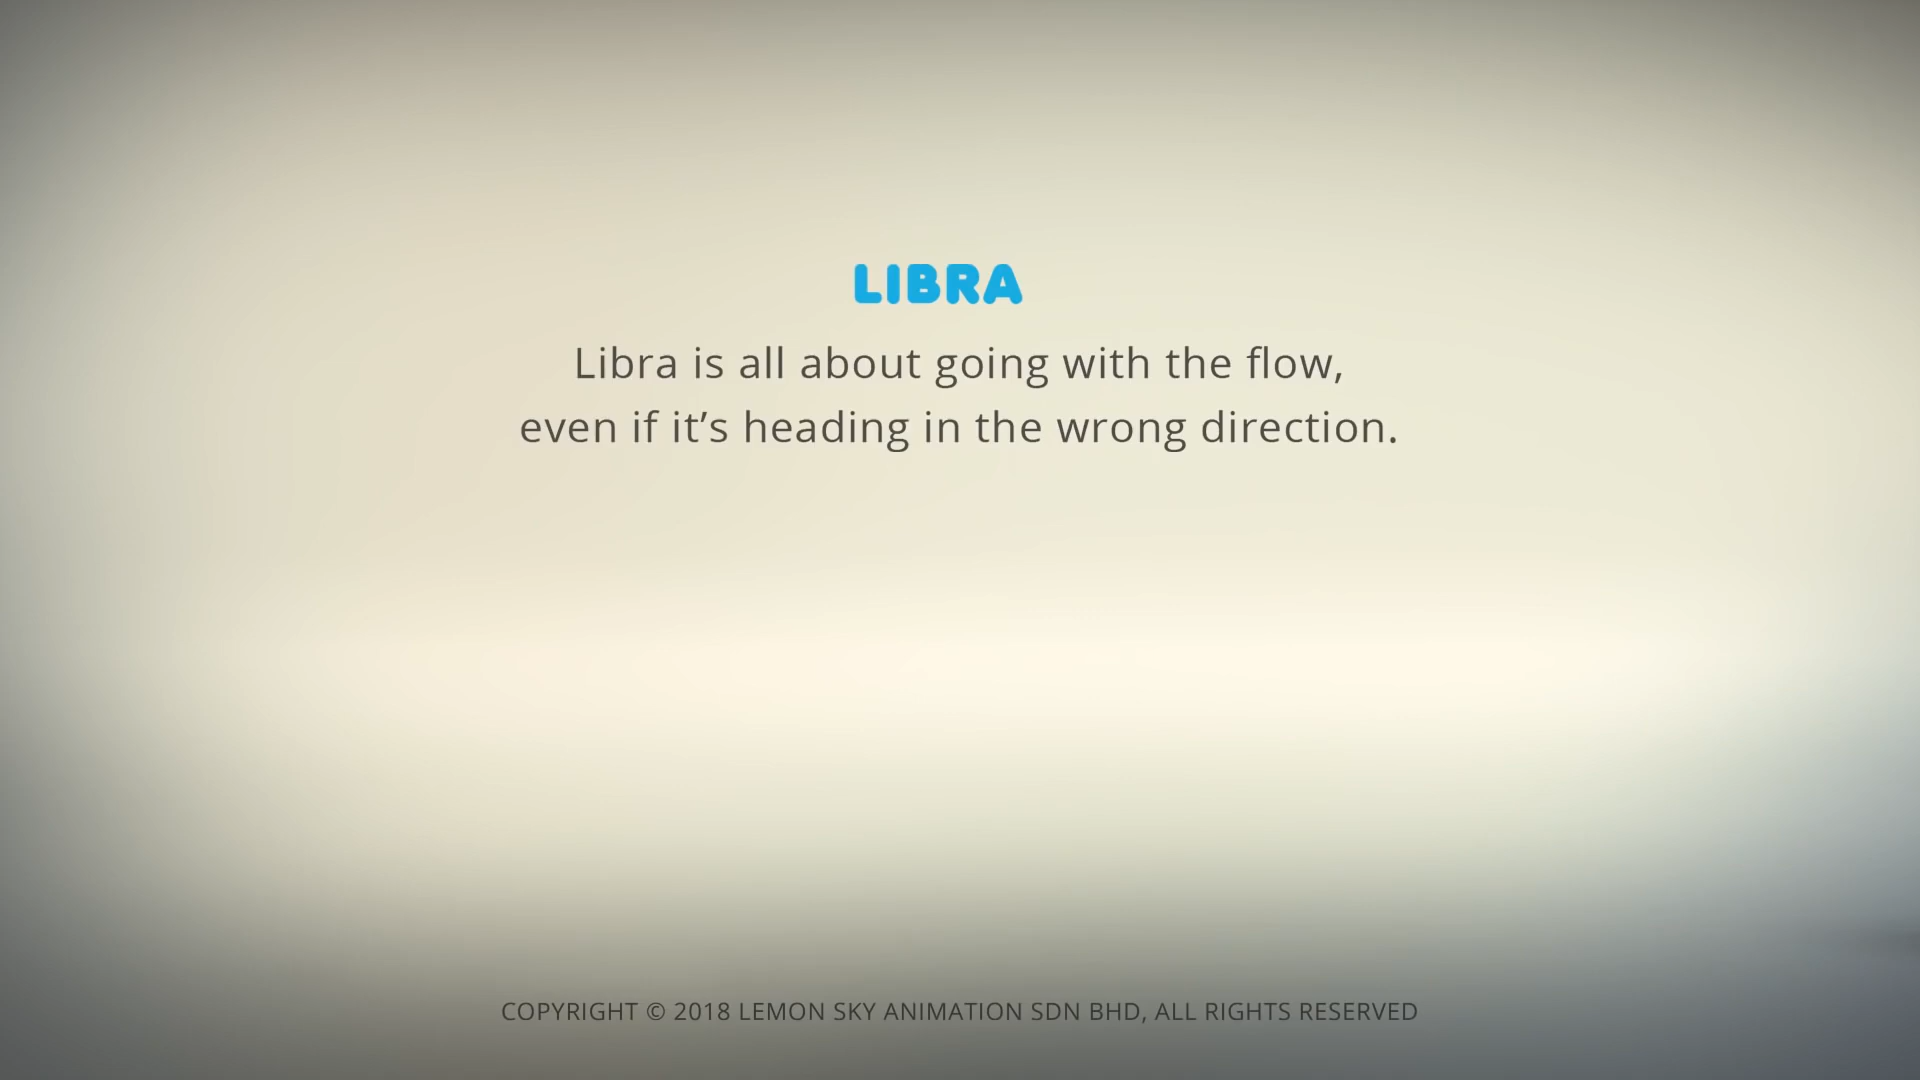 LIBRA
Libra is all about going with the flow,
even if it’s heading in the wrong direction.
COPYRIGHT © 2018 LEMON SKY ANIMATION SDN BHD, ALL RIGHTS RESERVED